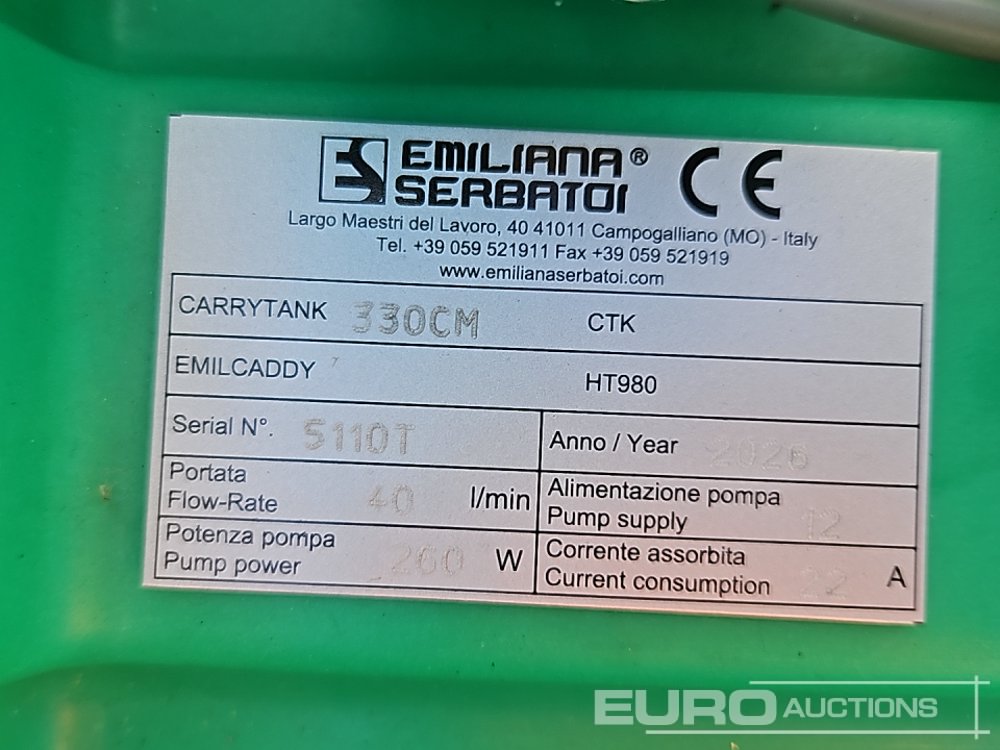 EMILIANA® SERBATOI CE
Largo Maestri del Lavoro, 40 41011 Campogalliano (MO) - Italy
Tel. +39 059 521911 Fax +39 059 521919
www.emilianaserbatoi.com
CARRYTANK 330CM CTK
EMILCADDY HT980
Serial N°. S110T Anno / Year 2026
Portata
Flow-Rate 40 l/min
Alimentazione pompa
Pump supply 12
Potenza pompa
Pump power 260 W
Corrente assorbita
Current consumption 22 A
EURO AUCTIONS